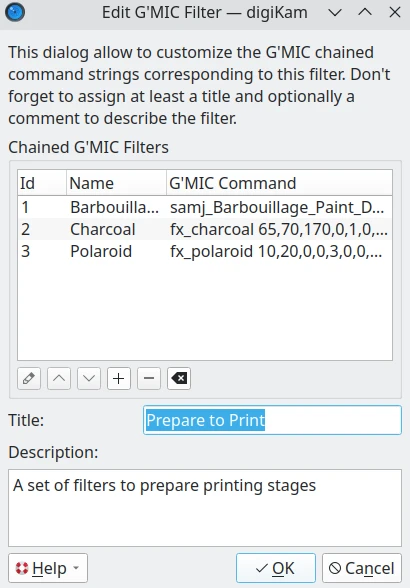 Edit G'MIC Filter — digiKam
This dialog allow to customize the G'MIC chained
command strings corresponding to this filter. Don't
forget to assign at least a title and optionally a
comment to describe the filter.
Chained G'MIC Filters
Id Name G'MIC Command
1 Barbouilla... samj_Barbouillage_Paint_D...
2 Charcoal fx_charcoal 65,70,170,0,1,0,...
3 Polaroid fx_polaroid 10,20,0,0,3,0,0,...
Title: Prepare to Print
Description:
A set of filters to prepare printing stages
Help OK Cancel